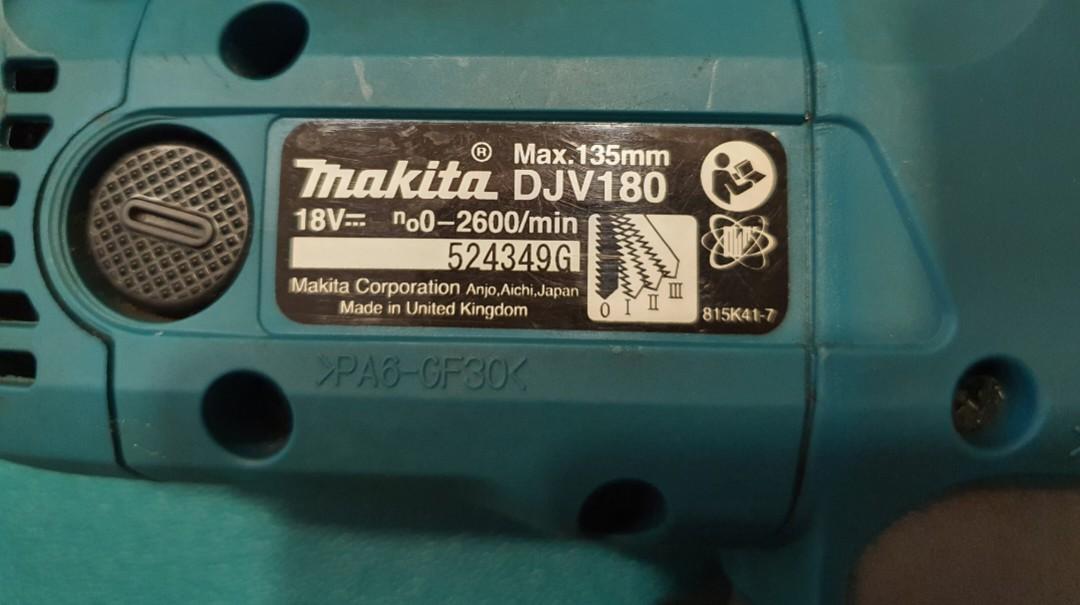 Makita® Max.135mm
DJV180
18V⎓ n₀0–2600/min
524349G
Makita Corporation Anjo,Aichi,Japan
Made in United Kingdom
0 I II III
815K41-7
>PA6-GF30<